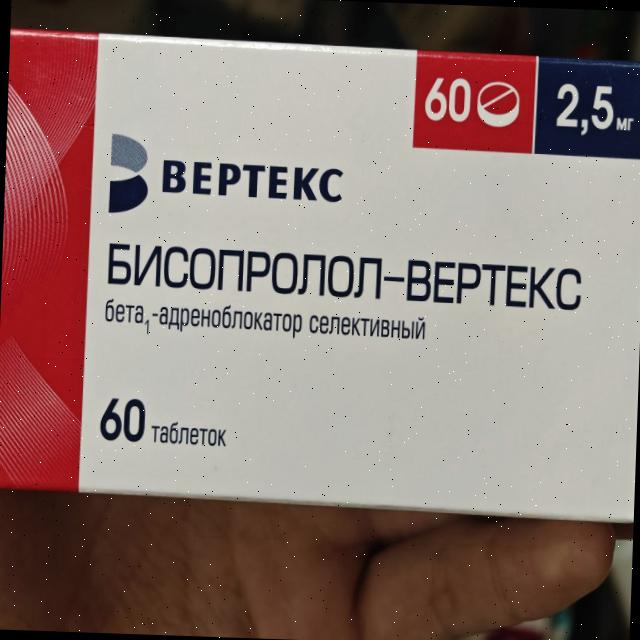 60
2,5 мг
ВЕРТЕКС
БИСОПРОЛОЛ-ВЕРТЕКС
бета₁-адреноблокатор селективный
60 таблеток